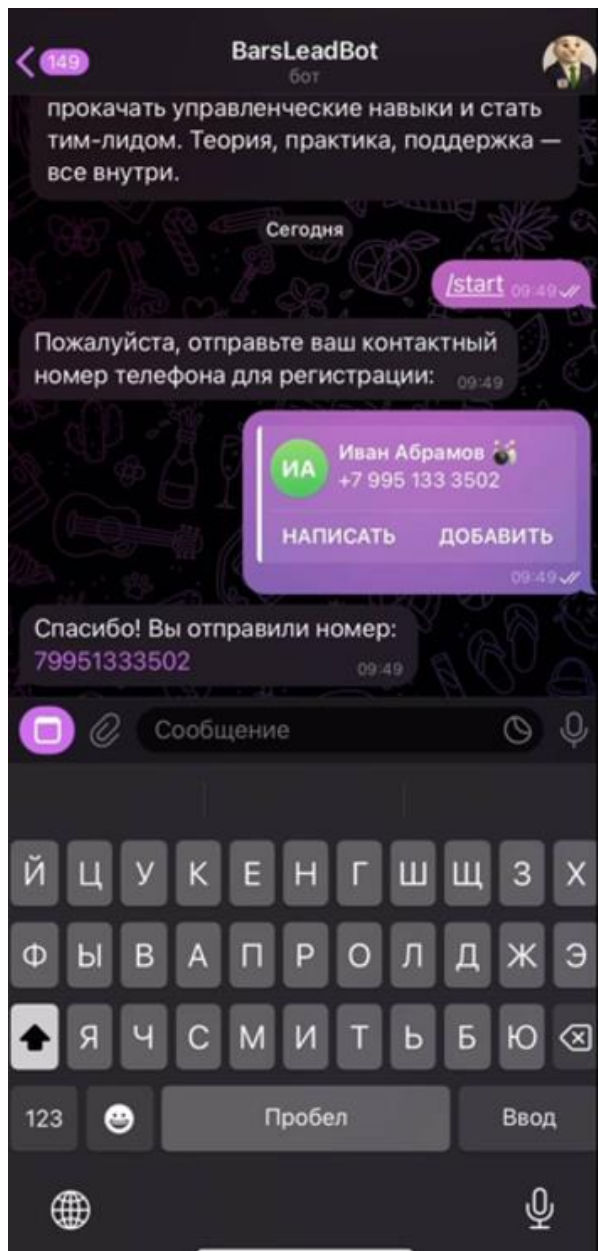 149
BarsLeadBot
бот
прокачать управленческие навыки и стать
тим-лидом. Теория, практика, поддержка —
все внутри.
Сегодня
/start 09:49
Пожалуйста, отправьте ваш контактный
номер телефона для регистрации: 09:49
ИА
Иван Абрамов 💣
+7 995 133 3502
НАПИСАТЬ ДОБАВИТЬ
09:49
Спасибо! Вы отправили номер:
79951333502 09:49
Сообщение
Й Ц У К Е Н Г Ш Щ З Х
Ф Ы В А П Р О Л Д Ж Э
Я Ч С М И Т Ь Б Ю
123 Пробел Ввод